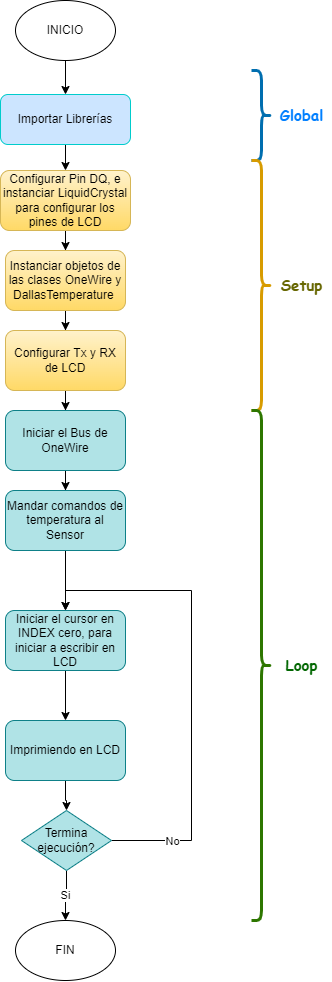 INICIO
Importar Librerías
Global
Configurar Pin DQ, e
instanciar LiquidCrystal
para configurar los
pines de LCD
Instanciar objetos de
las clases OneWire y
DallasTemperature
Setup
Configurar Tx y RX
de LCD
Iniciar el Bus de
OneWire
Mandar comandos de
temperatura al
Sensor
Iniciar el cursor en
INDEX cero, para
iniciar a escribir en
LCD
Loop
Imprimiendo en LCD
Termina
ejecución?
No
Si
FIN